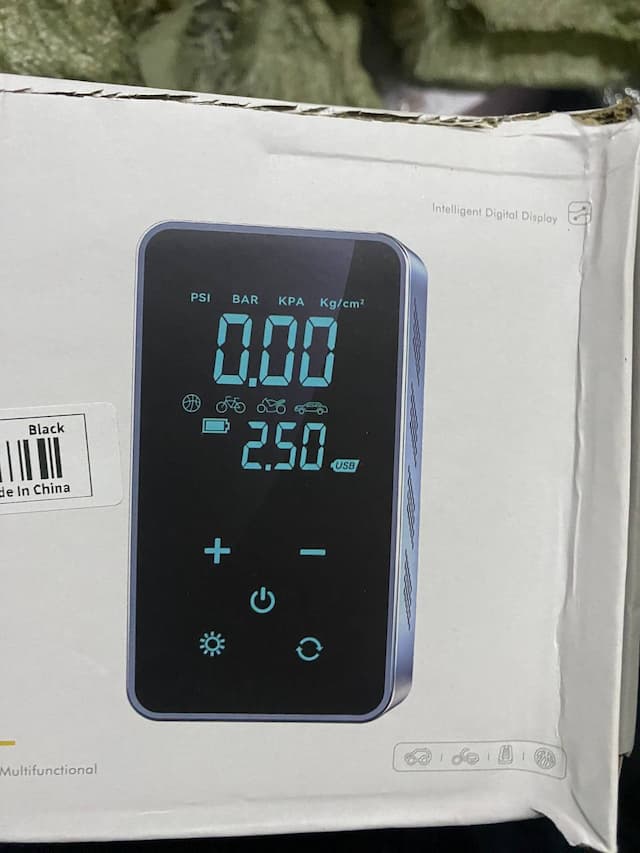 Intelligent Digital Display
PSI BAR KPA Kg/cm²
0.00
2.50 USB
Black
de In China
Multifunctional